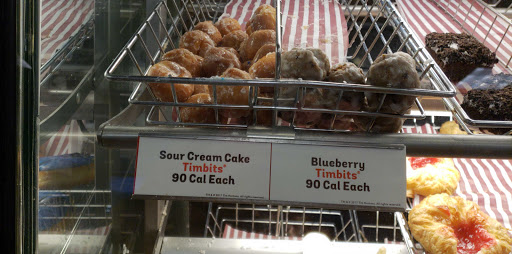 Sour Cream Cake
Timbits®
90 Cal Each
Blueberry
Timbits®
90 Cal Each